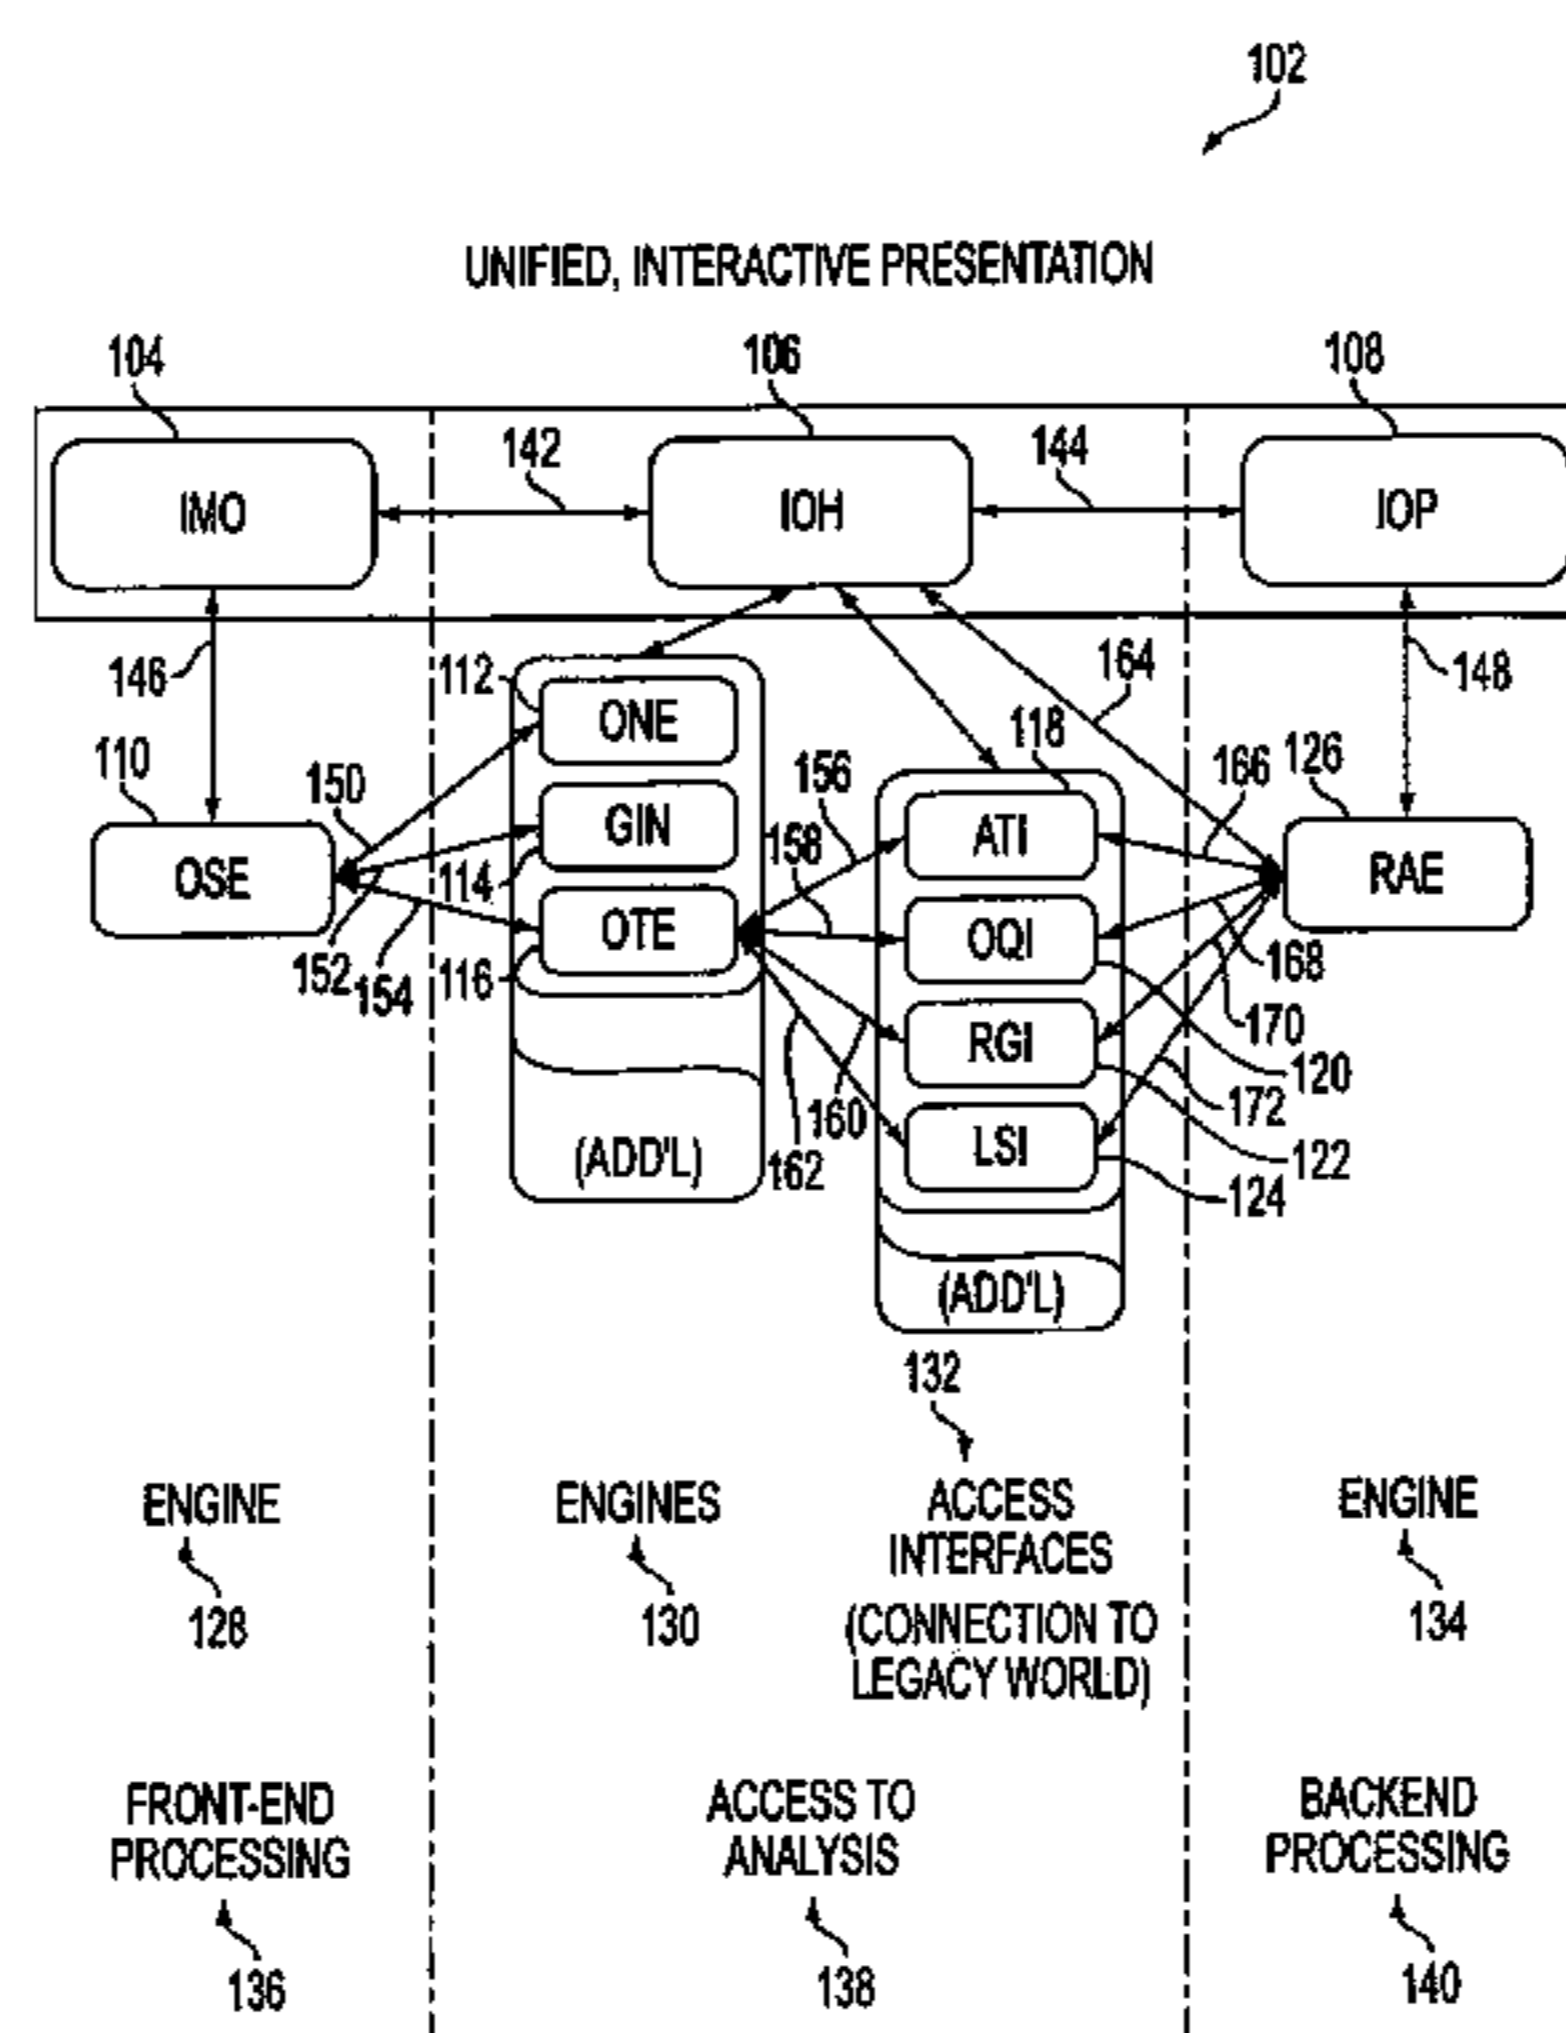 102
UNIFIED, INTERACTIVE PRESENTATION
104
106
108
142
144
IMO
IOH
IOP
146
112
164
148
ONE
118
110
150
156
166
126
GIN
158
ATI
OSE
114
RAE
OTE
OQI
152
154
116
168
170
RGI
120
160
172
(ADD'L)
162
LSI
122
124
(ADD'L)
132
ENGINE
ENGINES
ACCESS
INTERFACES
(CONNECTION TO
LEGACY WORLD)
ENGINE
128
130
134
FRONT-END
PROCESSING
ACCESS TO
ANALYSIS
BACKEND
PROCESSING
136
138
140